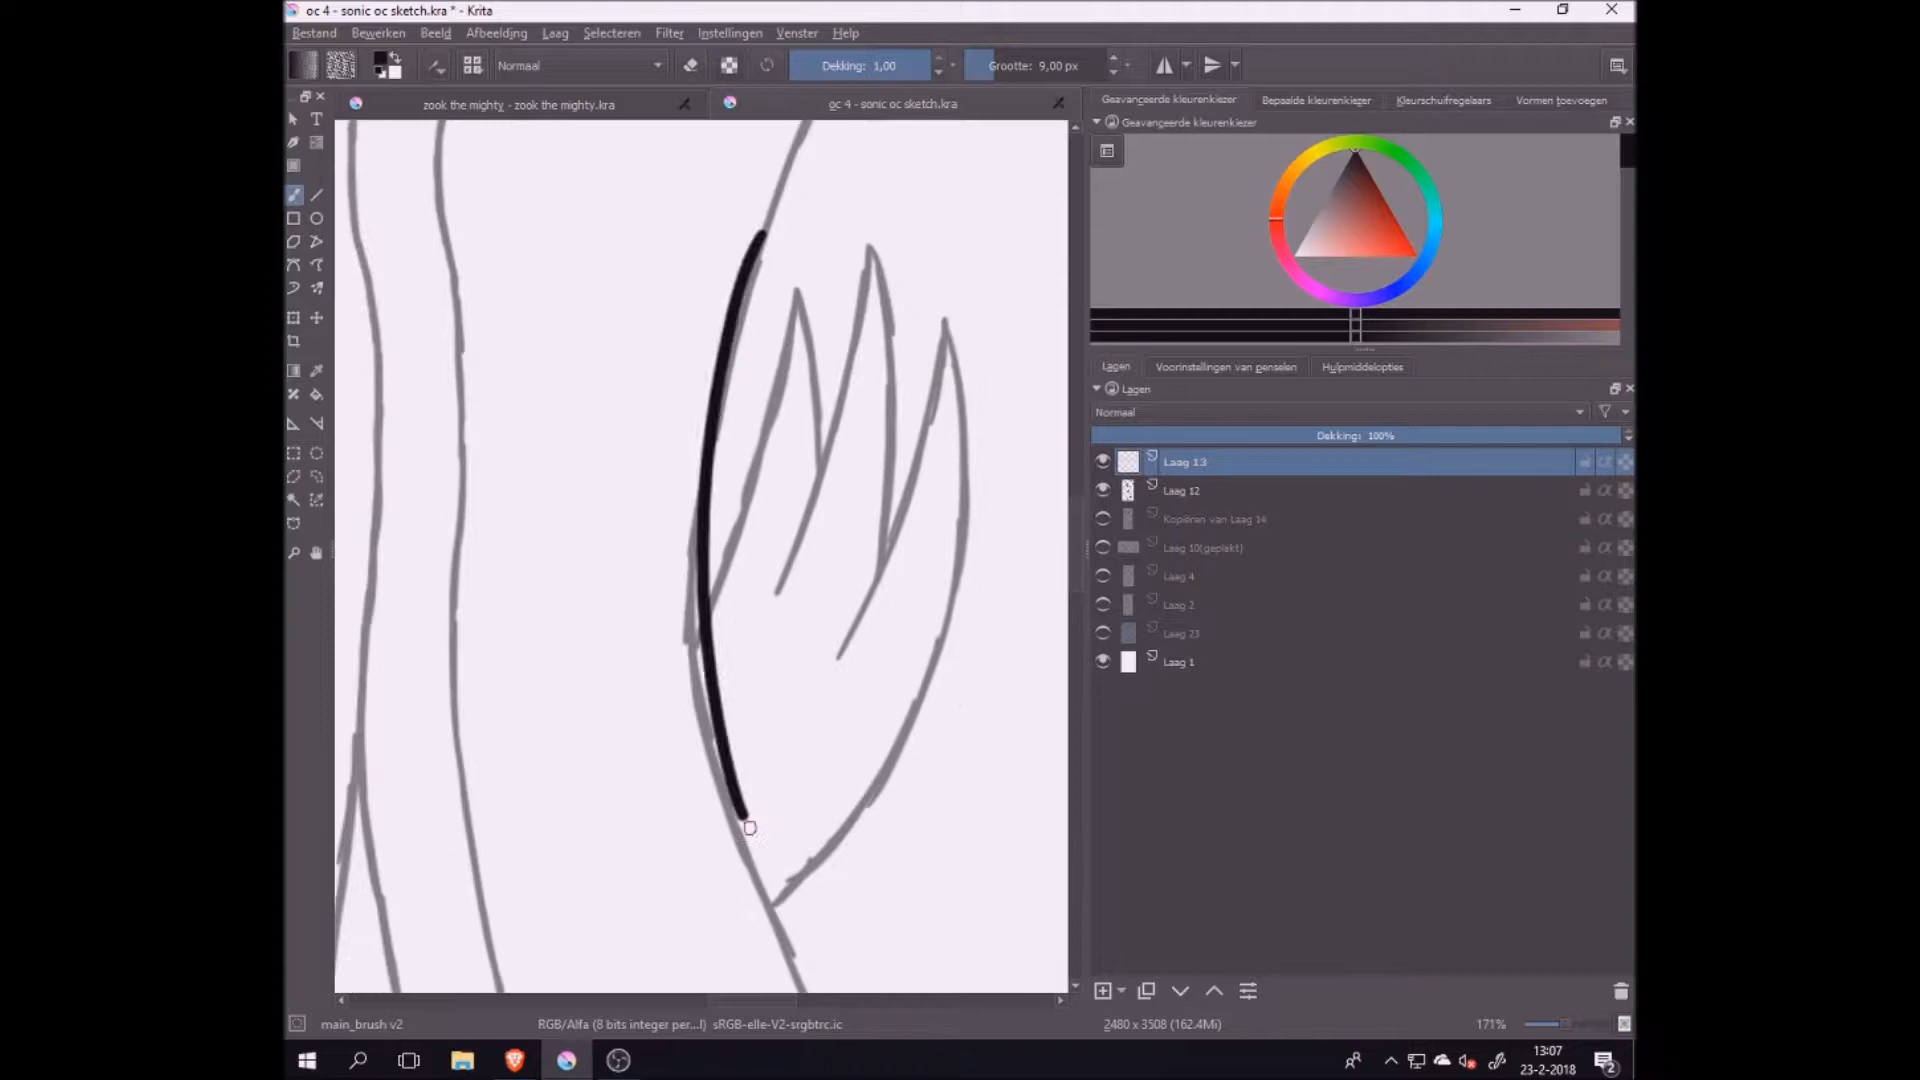 oc 4 - sonic oc sketch.kra * - Krita
Bestand Bewerken Beeld Afbeelding Laag Selecteren Filter Instellingen Venster Help
Normaal Dekking: 1,00 Grootte: 9,00 px
zook the mighty - zook the mighty.kra oc 4 - sonic oc sketch.kra
Geavanceerde kleurenkiezer Bepaalde kleurenkiezer Kleurschuifregelaars Vormen toevoegen
Geavanceerde kleurenkiezer
Lagen Voorinstellingen van penselen Hulpmiddelopties
Lagen
Normaal
Dekking: 100%
Laag 13
Laag 12
Kopiëren van Laag 14
Laag 10(geplakt)
Laag 4
Laag 2
Laag 23
Laag 1
main_brush v2 RGB/Alfa (8 bits integer per...l) sRGB-elle-V2-srgbtrc.ic 2480 x 3508 (162.4Mi) 171%
13:07
23-2-2018
2